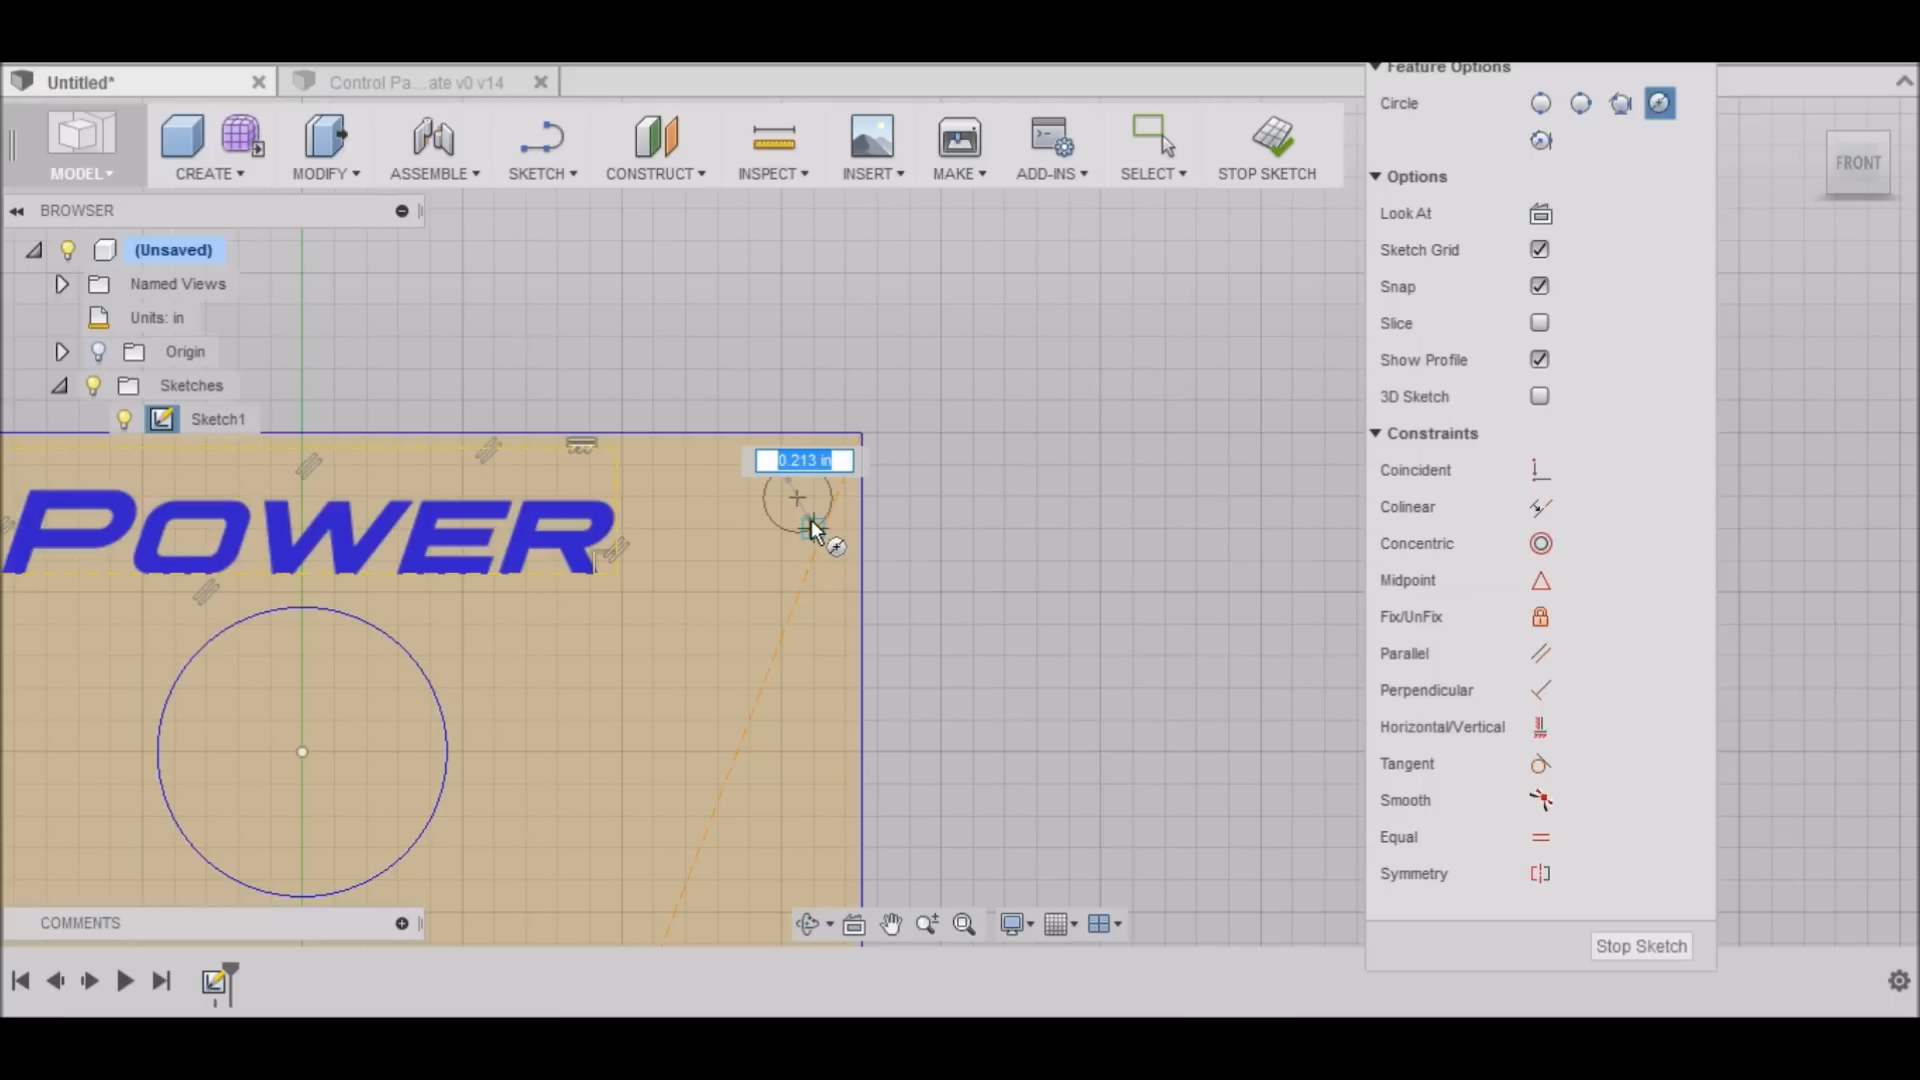 Untitled*
Control Pa....ate v0 v14
Feature Options
Circle
MODEL
CREATE
MODIFY
ASSEMBLE
SKETCH
CONSTRUCT
INSPECT
INSERT
MAKE
ADD-INS
SELECT
STOP SKETCH
FRONT
BROWSER
(Unsaved)
Named Views
Units: in
Origin
Sketches
Sketch1
POWER
0.213 in
Options
Look At
Sketch Grid
Snap
Slice
Show Profile
3D Sketch
Constraints
Coincident
Colinear
Concentric
Midpoint
Fix/UnFix
Parallel
Perpendicular
Horizontal/Vertical
Tangent
Smooth
Equal
Symmetry
Stop Sketch
COMMENTS